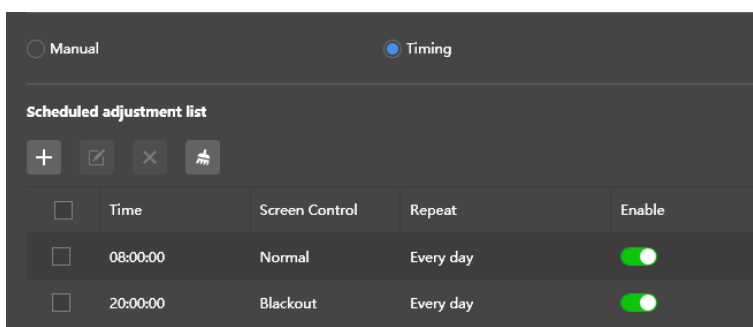 Manual Timing
Scheduled adjustment list
Time Screen Control Repeat Enable
08:00:00 Normal Every day
20:00:00 Blackout Every day